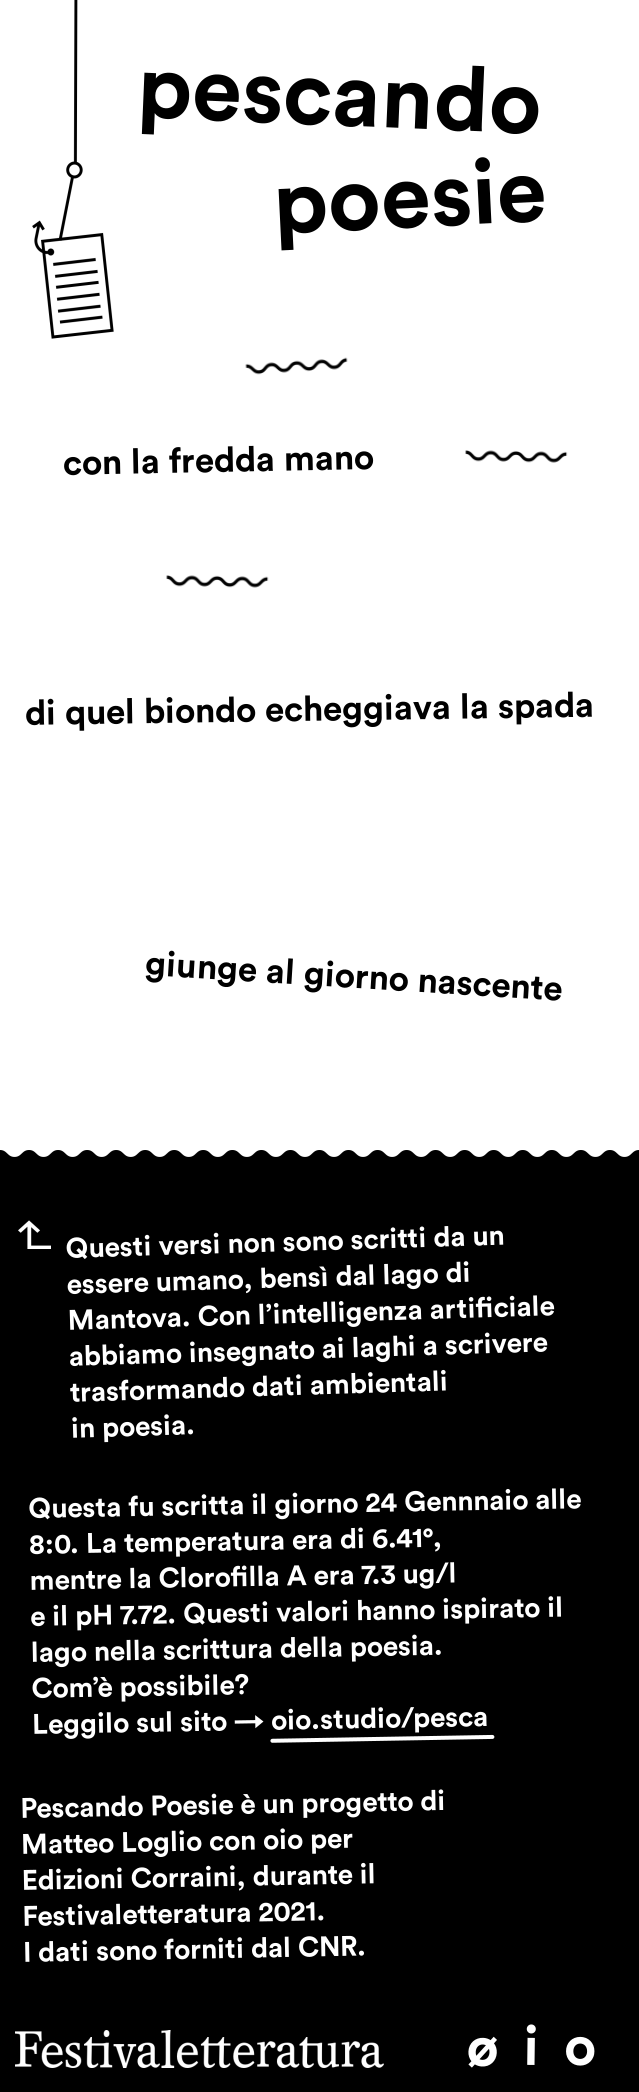 pescando
poesie
con la fredda mano
di quel biondo echeggiava la spada
giunge al giorno nascente
Questi versi non sono scritti da un
essere umano, bensì dal lago di
Mantova. Con l’intelligenza artificiale
abbiamo insegnato ai laghi a scrivere
trasformando dati ambientali
in poesia.
Questa fu scritta il giorno 24 Gennnaio alle
8:0. La temperatura era di 6.41°,
mentre la Clorofilla A era 7.3 ug/l
e il pH 7.72. Questi valori hanno ispirato il
lago nella scrittura della poesia.
Com’è possibile?
Leggilo sul sito → oio.studio/pesca
Pescando Poesie è un progetto di
Matteo Loglio con oio per
Edizioni Corraini, durante il
Festivaletteratura 2021.
I dati sono forniti dal CNR.
Festivaletteratura ø i o